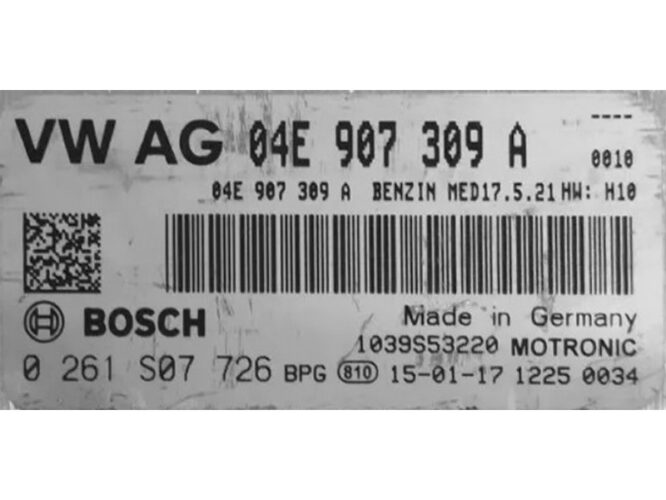 ----
VW AG 04E 907 309 A 0010
04E 907 309 A BENZIN MED17.5.21 HW: H10
BOSCH Made in Germany
1039S53220 MOTRONIC
0 261 S07 726 BPG 810 15-01-17 1225 0034